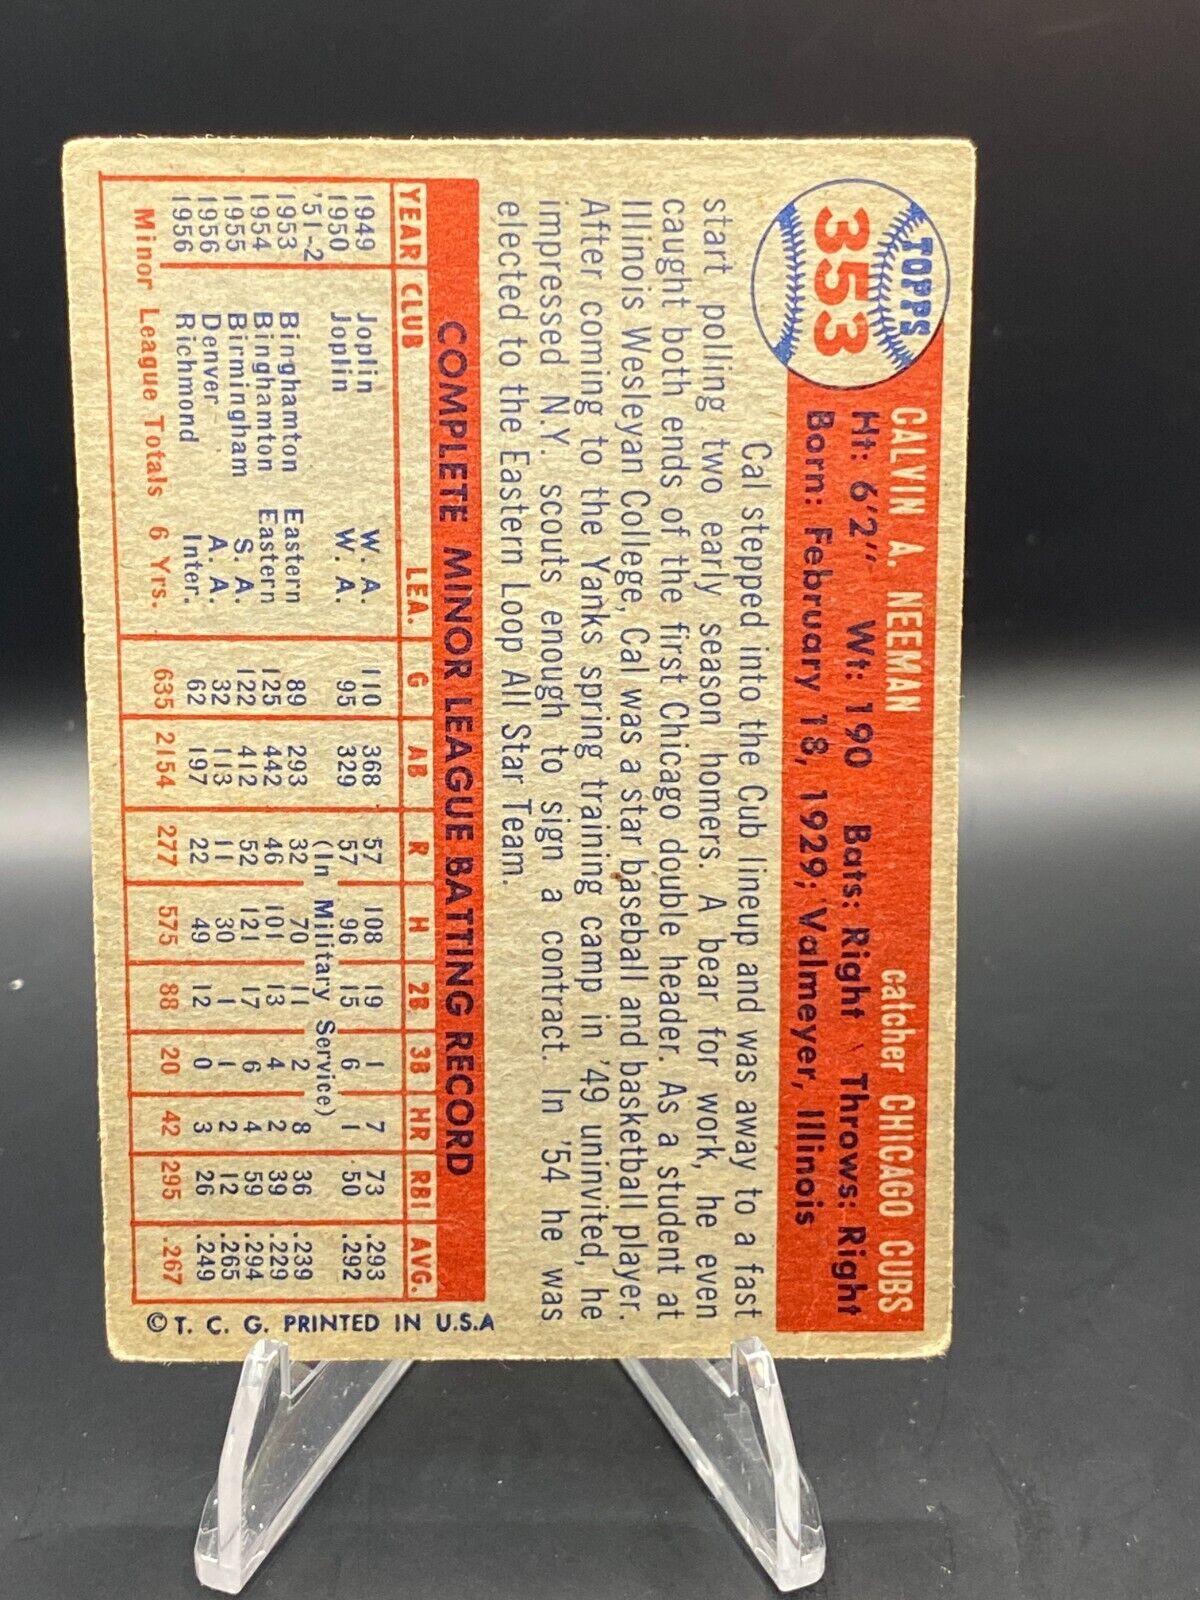 TOPPS
353
CALVIN A. NEEMAN catcher CHICAGO CUBS
Ht: 6'2" Wt: 190 Bats: Right Throws: Right
Born: February 18, 1929; Valmeyer, Illinois
Cal stepped into the Cub lineup and was away to a fast
start polling two early season homers. A bear for work, he even
caught both ends of the first Chicago double header. As a student at
Illinois Wesleyan College, Cal was a star baseball and basketball player.
After coming to the Yanks spring training camp in '49 uninvited, he
impressed N.Y. scouts enough to sign a contract. In '54 he was
elected to the Eastern Loop All Star Team.
COMPLETE MINOR LEAGUE BATTING RECORD
YEAR CLUB LEA. G AB R H 2B 3B HR RBI AVG.
1949 Joplin W. A. 110 368 57 108 19 1 7 73 .293
1950 Joplin W. A. 95 329 57 96 15 6 1 50 .292
'51-2 (In Military Service)
1953 Binghamton Eastern 89 293 32 70 11 2 8 36 .239
1954 Binghamton Eastern 125 442 46 101 13 4 2 39 .229
1955 Birmingham S. A. 122 412 52 121 17 6 4 59 .294
1956 Denver A. A. 32 113 11 30 1 1 2 12 .265
1956 Richmond Inter. 62 197 22 49 12 0 3 26 .249
Minor League Totals 6 Yrs. 635 2154 277 575 88 20 42 295 .267
© T. C. G. PRINTED IN U.S.A